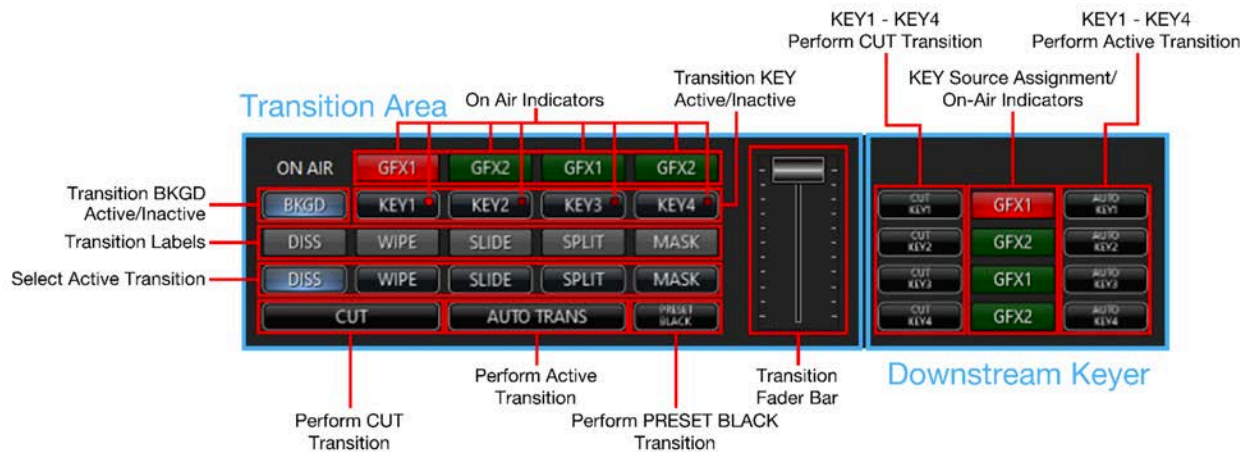 KEY1 - KEY4
Perform CUT Transition
KEY1 - KEY4
Perform Active Transition
Transition KEY
Active/Inactive
KEY Source Assignment/
On-Air Indicators
On Air Indicators
Transition Area
ON AIR GFX1 GFX2 GFX1 GFX2
Transition BKGD
Active/Inactive
BKGD KEY1 KEY2 KEY3 KEY4
Transition Labels
DISS WIPE SLIDE SPLIT MASK
Select Active Transition
DISS WIPE SLIDE SPLIT MASK
CUT AUTO TRANS PRESET
BLACK
CUT
KEY1
GFX1
AUTO
KEY1
CUT
KEY2
GFX2
AUTO
KEY2
CUT
KEY3
GFX1
AUTO
KEY3
CUT
KEY4
GFX2
AUTO
KEY4
Downstream Keyer
Perform Active
Transition
Transition
Fader Bar
Perform CUT
Transition
Perform PRESET BLACK
Transition